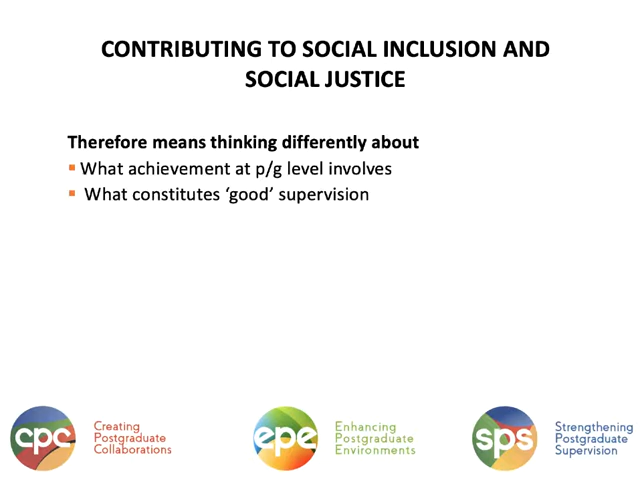 CONTRIBUTING TO SOCIAL INCLUSION AND
SOCIAL JUSTICE
Therefore means thinking differently about
▪ What achievement at p/g level involves
▪ What constitutes ‘good’ supervision
cpc
Creating
Postgraduate
Collaborations
epe
Enhancing
Postgraduate
Environments
sps
Strengthening
Postgraduate
Supervision